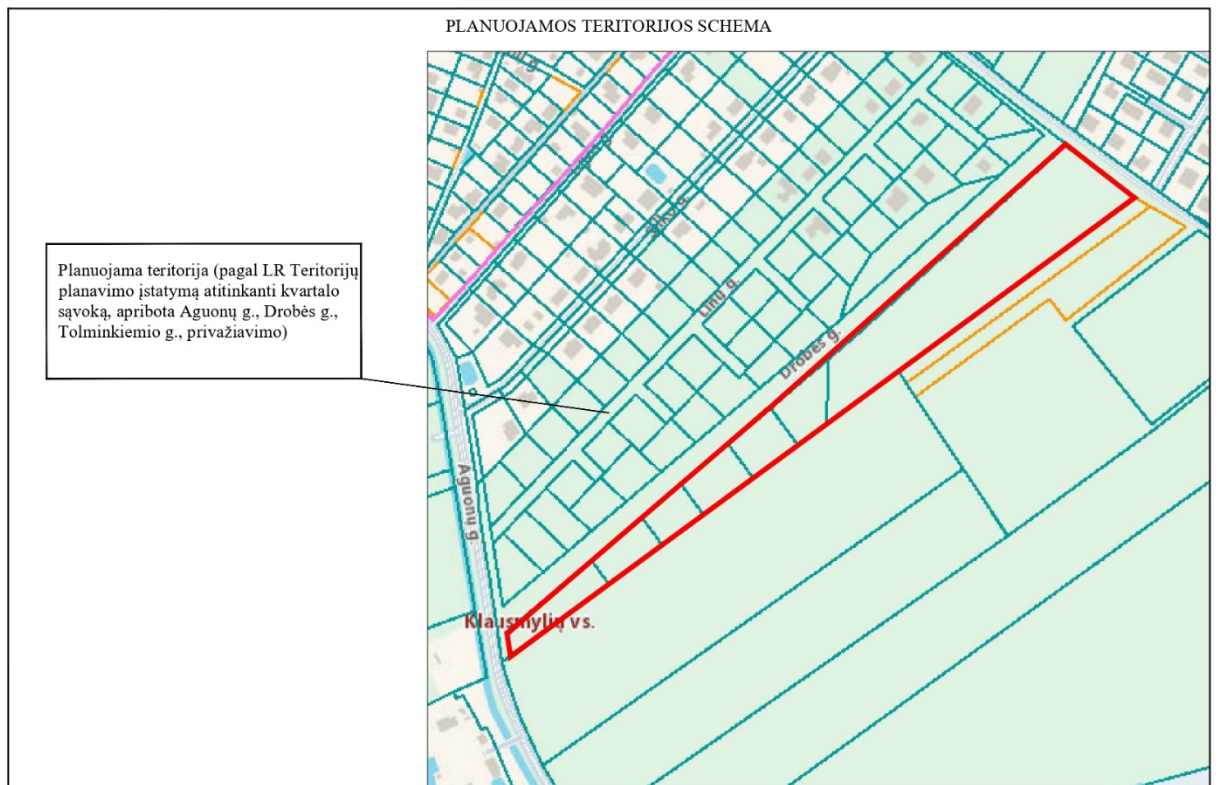 PLANUOJAMOS TERITORIJOS SCHEMA
Planuojama teritorija (pagal LR Teritorijų
planavimo įstatymą atitinkanti kvartalo
sąvoką, apribota Aguonų g., Drobės g.,
Tolminkiemio g., privažiavimo)
g.
g.
Šilko g.
Linų g.
Drobės g.
Aguonų g.
Klausmylių vs.